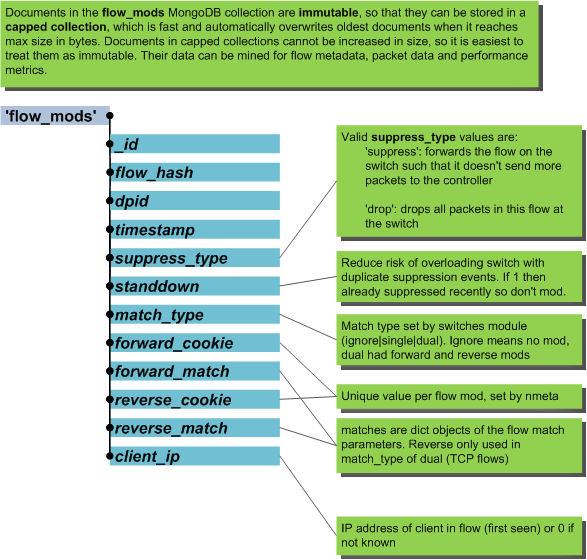 Documents in the flow_mods MongoDB collection are immutable, so that they can be stored in a
capped collection, which is fast and automatically overwrites oldest documents when it reaches
max size in bytes. Documents in capped collections cannot be increased in size, so it is easiest to
treat them as immutable. Their data can be mined for flow metadata, packet data and performance
metrics.
'flow_mods'
_id
flow_hash
dpid
timestamp
suppress_type
standdown
match_type
forward_cookie
forward_match
reverse_cookie
reverse_match
client_ip
Valid suppress_type values are:
'suppress': forwards the flow on the
switch such that it doesn't send more
packets to the controller
'drop': drops all packets in this flow at
the switch
Reduce risk of overloading switch with
duplicate suppression events. If 1 then
already suppressed recently so don't mod.
Match type set by switches module
(ignore|single|dual). Ignore means no mod,
dual had forward and reverse mods
Unique value per flow mod, set by nmeta
matches are dict objects of the flow match
parameters. Reverse only used in
match_type of dual (TCP flows)
IP address of client in flow (first seen) or 0 if
not known